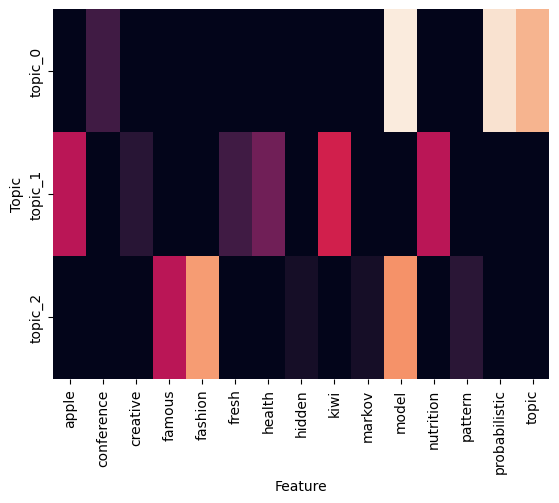 topic_0
topic_1
topic_2
Topic
apple
conference
creative
famous
fashion
fresh
health
hidden
kiwi
markov
model
nutrition
pattern
probabilistic
topic
Feature